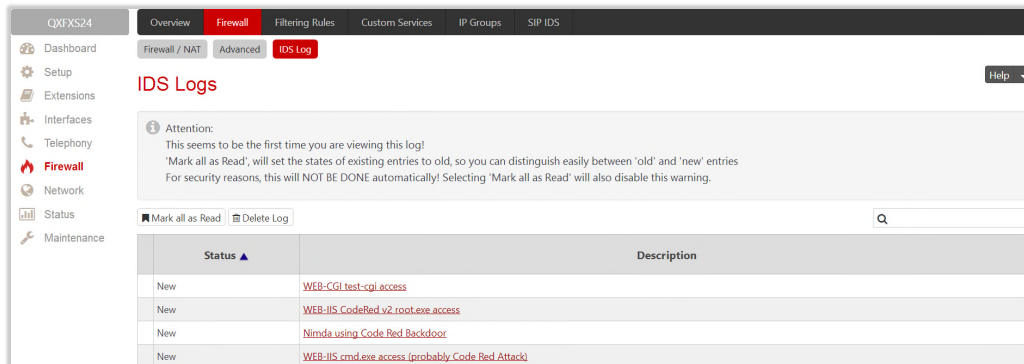 QXFXS24
Overview Firewall Filtering Rules Custom Services IP Groups SIP IDS
Dashboard
Setup
Extensions
Interfaces
Telephony
Firewall
Network
Status
Maintenance
Firewall / NAT Advanced IDS Log
Help
IDS Logs
Attention:
This seems to be the first time you are viewing this log!
'Mark all as Read', will set the states of existing entries to old, so you can distinguish easily between 'old' and 'new' entries
For security reasons, this will NOT BE DONE automatically! Selecting 'Mark all as Read' will also disable this warning.
Mark all as Read Delete Log
Status Description
New WEB-CGI test-cgi access
New WEB-IIS CodeRed v2 root.exe access
New Nimda using Code Red Backdoor
New WEB-IIS cmd.exe access (probably Code Red Attack)